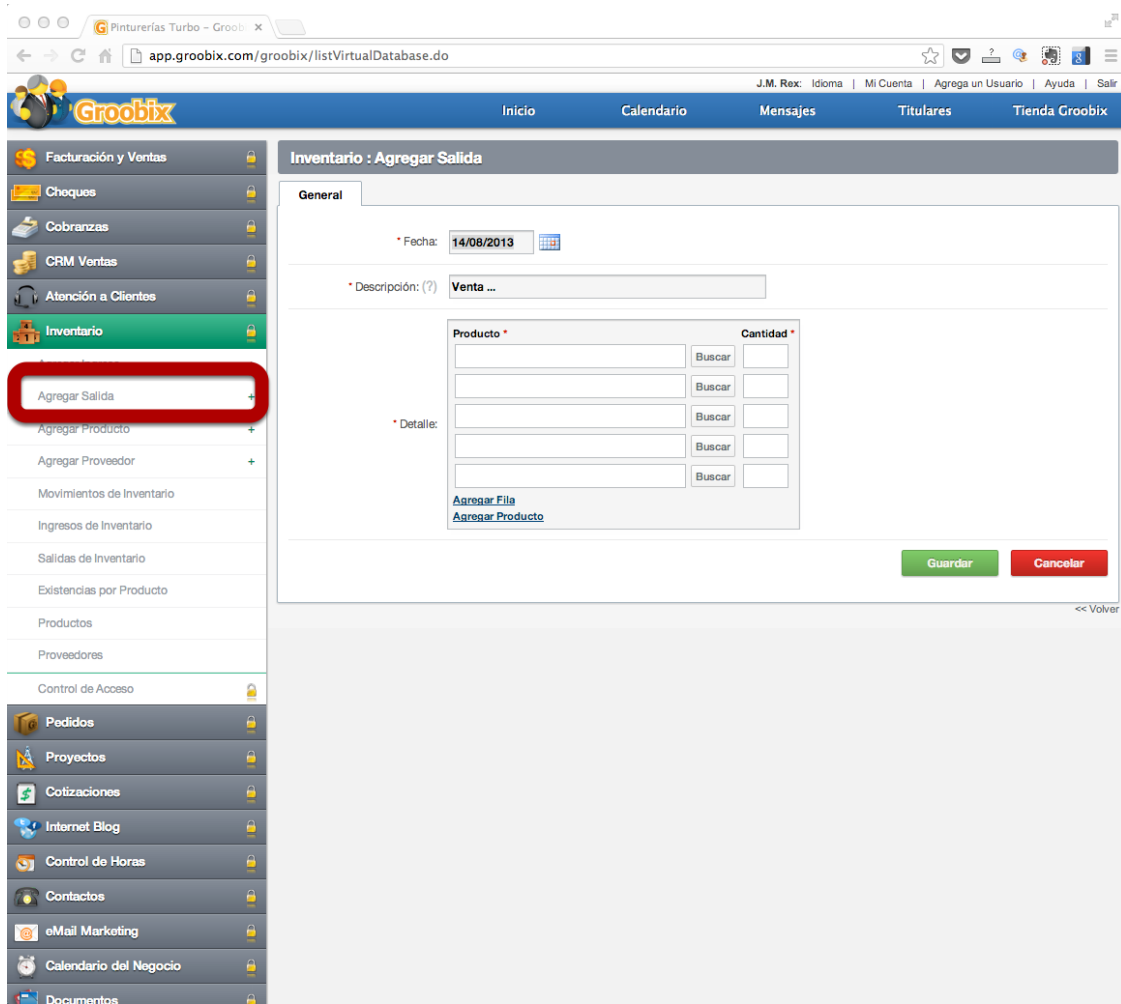 Pinturerías Turbo – Groob
app.groobix.com/groobix/listVirtualDatabase.do
J.M. Rex: Idioma | Mi Cuenta | Agrega un Usuario | Ayuda | Salir
Groobix
Inicio Calendario Mensajes Titulares Tienda Groobix
Facturación y Ventas
Cheques
Cobranzas
CRM Ventas
Atención a Clientes
Inventario
Agregar Salida +
Agregar Producto +
Agregar Proveedor +
Movimientos de Inventario
Ingresos de Inventario
Salidas de Inventario
Existencias por Producto
Productos
Proveedores
Control de Acceso
Pedidos
Proyectos
Cotizaciones
Internet Blog
Control de Horas
Contactos
eMail Marketing
Calendario del Negocio
Documentos
Inventario : Agregar Salida
General
* Fecha: 14/08/2013
* Descripción: (?) Venta ...
Producto * Cantidad *
Buscar
Buscar
* Detalle: Buscar
Buscar
Buscar
Agregar Fila
Agregar Producto
Guardar Cancelar
<< Volver